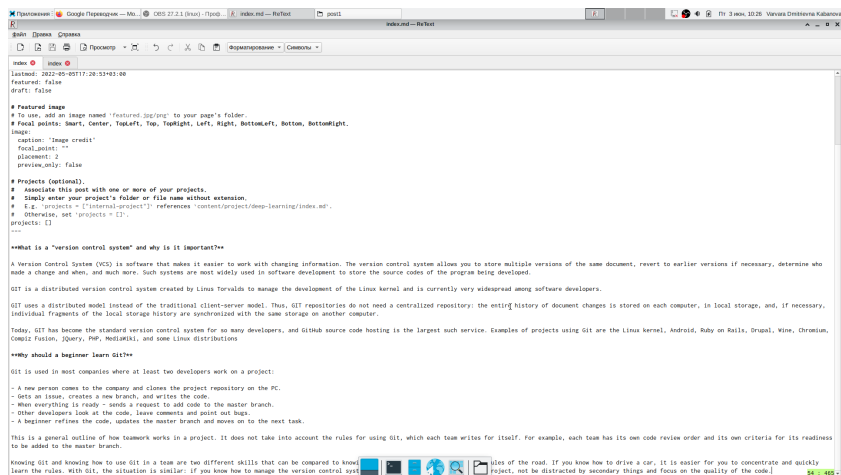 Приложения Google Переводчик — Mo... OBS 27.2.1 (linux) - Проф... index.md — ReText post1 Пт 3 июн, 10:26 Varvara Dmitrievna Kabanova
index.md — ReText
Файл Правка Справка
Просмотр Форматирование Символы
index index
lastmod: 2022-05-05T17:20:53+03:00
featured: false
draft: false
# Featured image
# To use, add an image named `featured.jpg/png` to your page's folder.
# Focal points: Smart, Center, TopLeft, Top, TopRight, Left, Right, BottomLeft, Bottom, BottomRight.
image:
caption: 'Image credit'
focal_point: ""
placement: 2
preview_only: false
# Projects (optional).
# Associate this post with one or more of your projects.
# Simply enter your project's folder or file name without extension.
# E.g. `projects = ["internal-project"]` references `content/project/deep-learning/index.md`.
# Otherwise, set `projects = []`.
projects: []
---
**What is a "version control system" and why is it important?**
A Version Control System (VCS) is software that makes it easier to work with changing information. The version control system allows you to store multiple versions of the same document, revert to earlier versions if necessary, determine who
made a change and when, and much more. Such systems are most widely used in software development to store the source codes of the program being developed.
GIT is a distributed version control system created by Linus Torvalds to manage the development of the Linux kernel and is currently very widespread among software developers.
GIT uses a distributed model instead of the traditional client-server model. Thus, GIT repositories do not need a centralized repository: the entire history of document changes is stored on each computer, in local storage, and, if necessary,
individual fragments of the local storage history are synchronized with the same storage on another computer.
Today, GIT has become the standard version control system for so many developers, and GitHub source code hosting is the largest such service. Examples of projects using Git are the Linux kernel, Android, Ruby on Rails, Drupal, Wine, Chromium,
Compiz Fusion, jQuery, PHP, MediaWiki, and some Linux distributions
**Why should a beginner learn Git?**
Git is used in most companies where at least two developers work on a project:
- A new person comes to the company and clones the project repository on the PC.
- Gets an issue, creates a new branch, and writes the code.
- When everything is ready - sends a request to add code to the master branch.
- Other developers look at the code, leave comments and point out bugs.
- A beginner refines the code, updates the master branch and moves on to the next task.
This is a general outline of how teamwork works in a project. It does not take into account the rules for using Git, which each team writes for itself. For example, each team has its own code review order and its own criteria for its readiness
to be added to the master branch.
Knowing Git and knowing how to use Git in a team are two different skills that can be compared to knowi ules of the road. If you know how to drive a car, it is easier for you to concentrate and quickly
learn the rules. With Git, the situation is similar: if you know how to manage the version control syst roject, not be distracted by secondary things and focus on the quality of the code.
54 : 465